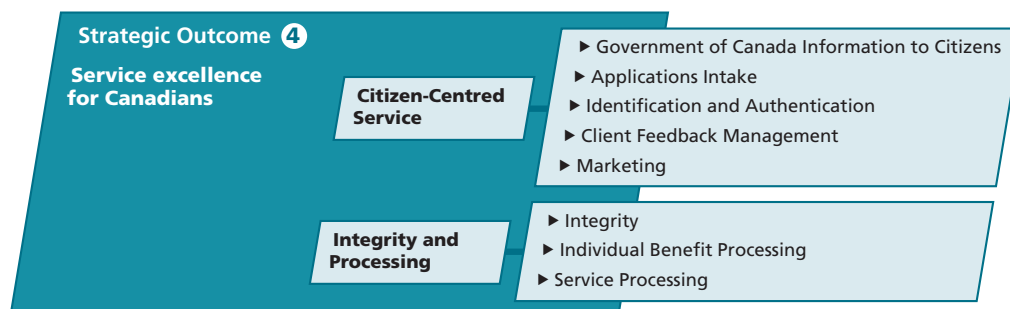 Strategic Outcome 4
Service excellence
for Canadians
Citizen-Centred
Service
▶ Government of Canada Information to Citizens
▶ Applications Intake
▶ Identification and Authentication
▶ Client Feedback Management
▶ Marketing
Integrity and
Processing
▶ Integrity
▶ Individual Benefit Processing
▶ Service Processing